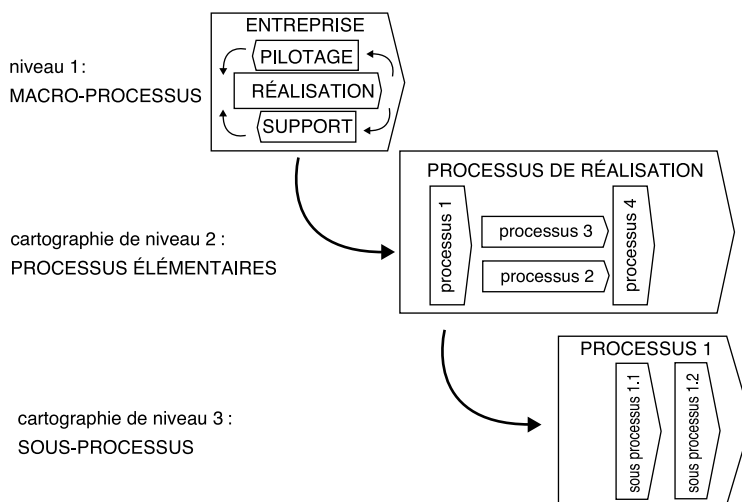 ENTREPRISE
PILOTAGE
RÉALISATION
SUPPORT
niveau 1 :
MACRO-PROCESSUS
PROCESSUS DE RÉALISATION
processus 1
processus 3
processus 2
processus 4
cartographie de niveau 2 :
PROCESSUS ÉLÉMENTAIRES
PROCESSUS 1
sous processus 1.1
sous processus 1.2
cartographie de niveau 3 :
SOUS-PROCESSUS